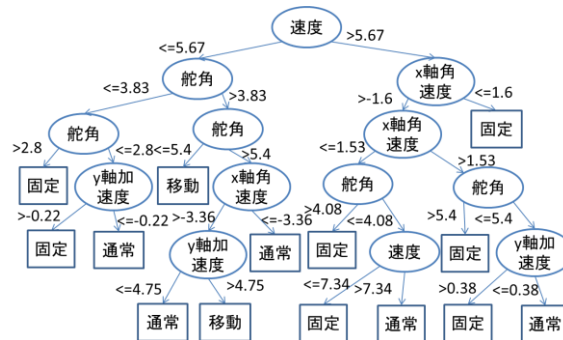 速度
<=5.67
>5.67
舵角
x軸角
速度
<=3.83
>3.83
>-1.6
<=1.6
舵角
舵角
x軸角
速度
固定
>2.8
<=2.8
<=5.4
>5.4
<=1.53
>1.53
固定
y軸加
速度
移動
x軸角
速度
舵角
舵角
>-0.22
<=-0.22
>-3.36
<=-3.36
>4.08
<=4.08
>5.4
<=5.4
固定
通常
y軸加
速度
通常
固定
速度
固定
y軸加
速度
<=4.75
>4.75
<=7.34
>7.34
>0.38
<=0.38
通常
移動
固定
通常
固定
通常